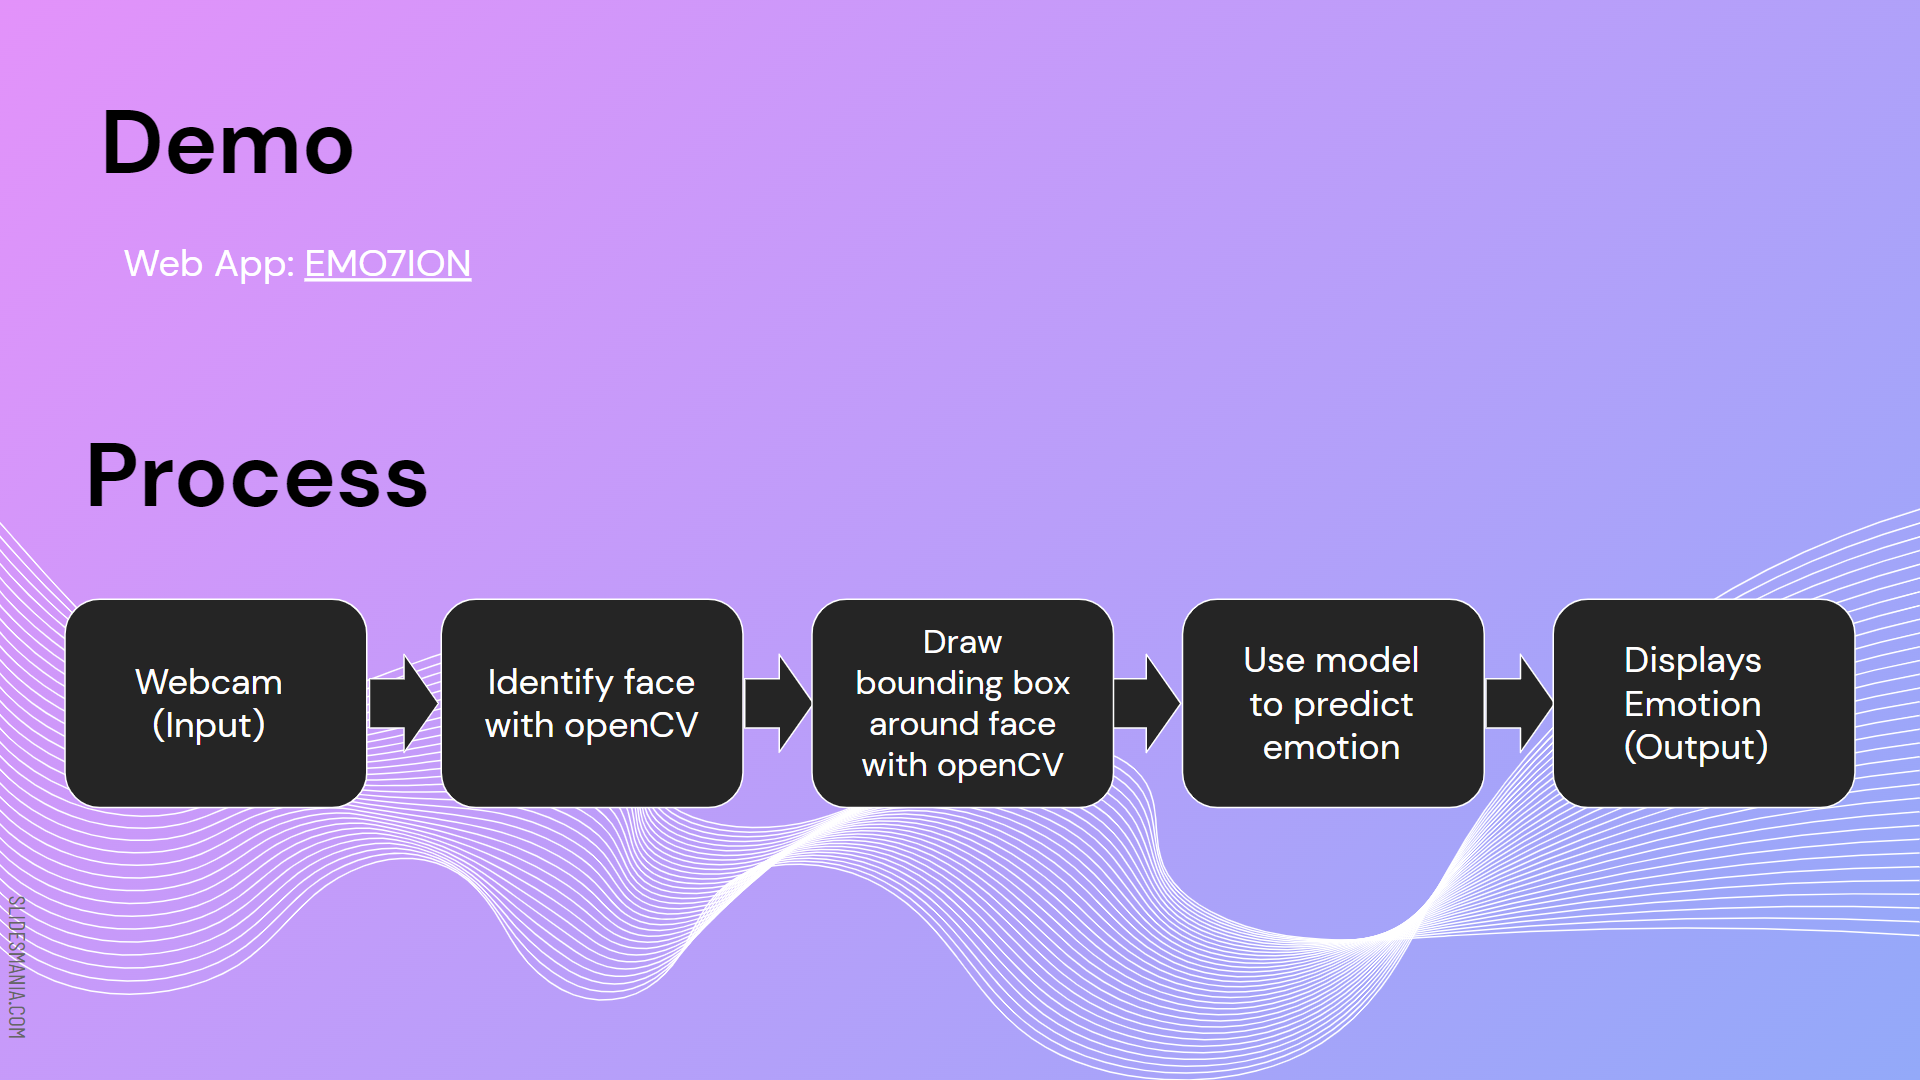 Demo
Web App: EMO7ION
Process
Webcam
(Input)
Identify face
with openCV
Draw
bounding box
around face
with openCV
Use model
to predict
emotion
Displays
Emotion
(Output)
SLIDESMANIA.COM